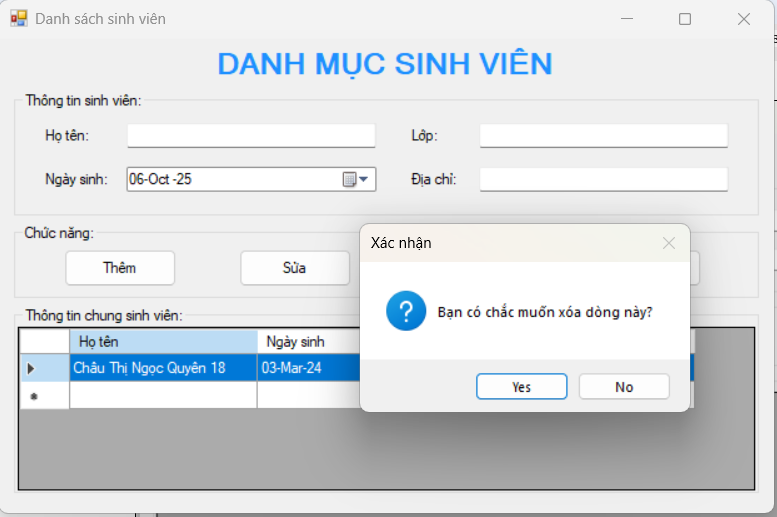 Danh sách sinh viên
DANH MỤC SINH VIÊN
Thông tin sinh viên:
Họ tên:
Lớp:
Ngày sinh:
06-Oct -25
Địa chỉ:
Chức năng:
Thêm
Sửa
Thông tin chung sinh viên:
Họ tên
Ngày sinh
Châu Thị Ngọc Quyên 18
03-Mar-24
*
Xác nhận
?
Bạn có chắc muốn xóa dòng này?
Yes
No